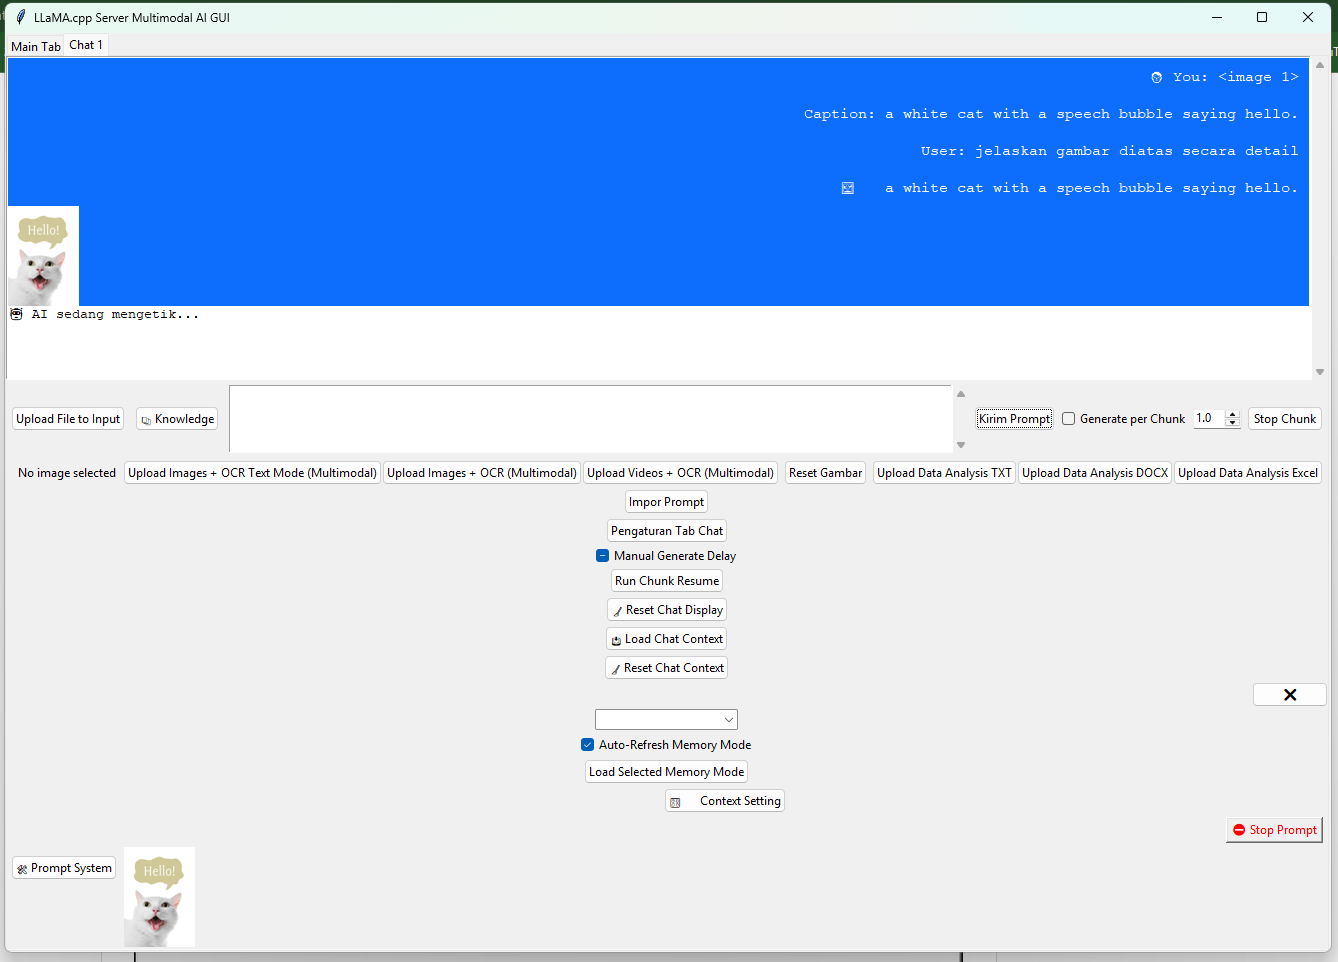 LLaMA.cpp Server Multimodal AI GUI
Main Tab
Chat 1
You: <image 1>
Caption: a white cat with a speech bubble saying hello.
User: jelaskan gambar diatas secara detail
a white cat with a speech bubble saying hello.
Hello!
AI sedang mengetik...
Upload File to Input
Knowledge
Kirim Prompt
Generate per Chunk
1.0
Stop Chunk
No image selected
Upload Images + OCR Text Mode (Multimodal)
Upload Images + OCR (Multimodal)
Upload Videos + OCR (Multimodal)
Reset Gambar
Upload Data Analysis TXT
Upload Data Analysis DOCX
Upload Data Analysis Excel
Impor Prompt
Pengaturan Tab Chat
Manual Generate Delay
Run Chunk Resume
Reset Chat Display
Load Chat Context
Reset Chat Context
Auto-Refresh Memory Mode
Load Selected Memory Mode
Context Setting
Stop Prompt
Prompt System
Hello!